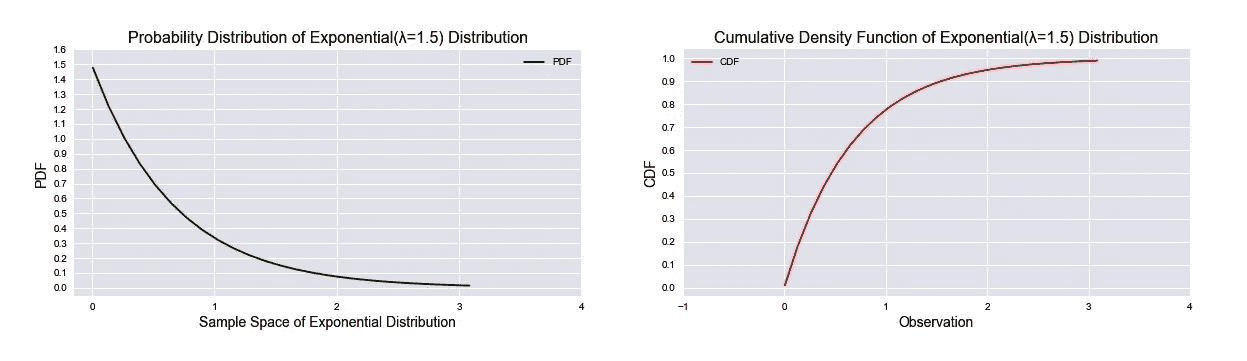 Probability Distribution of Exponential(λ=1.5) Distribution
PDF
1.6
1.5
1.4
1.3
1.2
1.1
1.0
0.9
0.8
0.7
0.6
0.5
0.4
0.3
0.2
0.1
0.0
PDF
0 1 2 3 4
Sample Space of Exponential Distribution
Cumulative Density Function of Exponential(λ=1.5) Distribution
CDF
1.0
0.9
0.8
0.7
0.6
0.5
0.4
0.3
0.2
0.1
0.0
CDF
−1 0 1 2 3 4
Observation